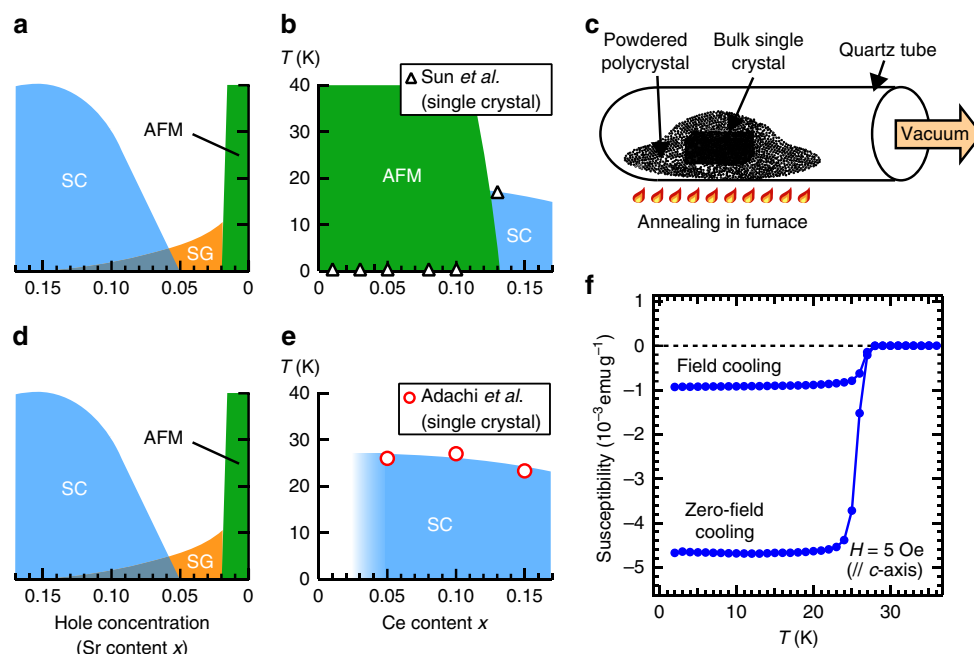 a
SC
AFM
SG
0.15
0.10
0.05
0
b
T (K)
40
30
20
10
0
Sun et al.
(single crystal)
AFM
SC
0
0.05
0.10
0.15
c
Powdered
polycrystal
Bulk single
crystal
Quartz tube
Vacuum
Annealing in furnace
d
SC
AFM
SG
0.15
0.10
0.05
0
Hole concentration
(Sr content x)
e
T (K)
40
30
20
10
0
Adachi et al.
(single crystal)
SC
0
0.05
0.10
0.15
Ce content x
f
Susceptibility (10⁻³ emu g⁻¹)
1
0
−1
−2
−3
−4
−5
Field cooling
Zero-field
cooling
H = 5 Oe
(// c-axis)
0
10
20
30
T (K)